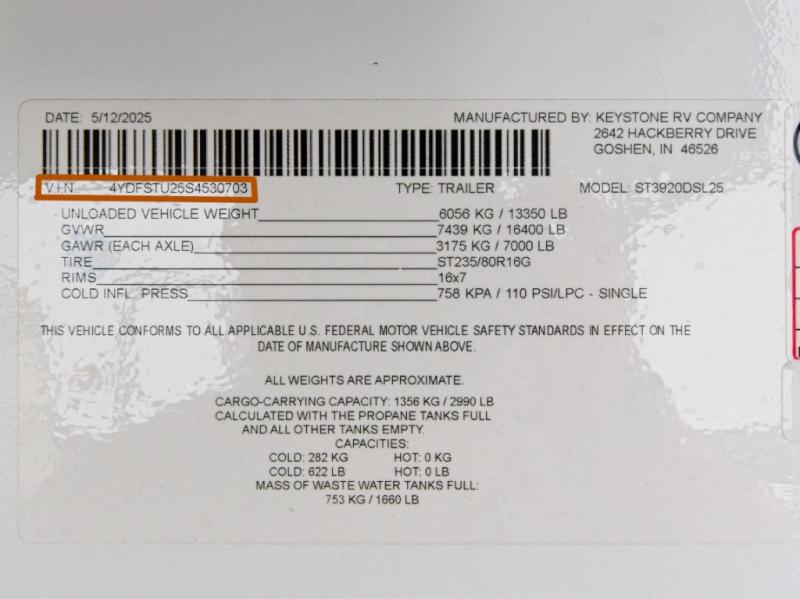 DATE: 5/12/2025
MANUFACTURED BY: KEYSTONE RV COMPANY
2642 HACKBERRY DRIVE
GOSHEN, IN 46526
V.I.N. 4YDFSTU25S4530703 TYPE: TRAILER MODEL: ST3920DSL25
UNLOADED VEHICLE WEIGHT 6056 KG / 13350 LB
GVWR 7439 KG / 16400 LB
GAWR (EACH AXLE) 3175 KG / 7000 LB
TIRE ST235/80R16G
RIMS 16x7
COLD INFL. PRESS 758 KPA / 110 PSI/LPC - SINGLE
THIS VEHICLE CONFORMS TO ALL APPLICABLE U.S. FEDERAL MOTOR VEHICLE SAFETY STANDARDS IN EFFECT ON THE
DATE OF MANUFACTURE SHOWN ABOVE.
ALL WEIGHTS ARE APPROXIMATE.
CARGO-CARRYING CAPACITY: 1356 KG / 2990 LB
CALCULATED WITH THE PROPANE TANKS FULL
AND ALL OTHER TANKS EMPTY.
CAPACITIES:
COLD: 282 KG HOT: 0 KG
COLD: 622 LB HOT: 0 LB
MASS OF WASTE WATER TANKS FULL:
753 KG / 1660 LB